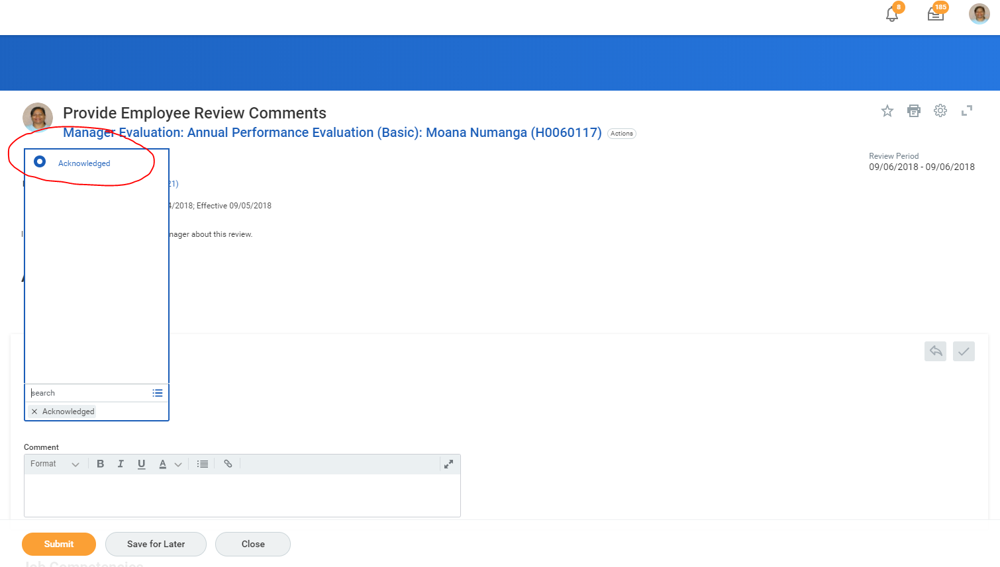 8
185
Provide Employee Review Comments
Manager Evaluation: Annual Performance Evaluation (Basic): Moana Numanga (H0060117) Actions
Acknowledged
Review Period
09/06/2018 - 09/06/2018
21)
4/2018; Effective 09/05/2018
nager about this review.
search
Acknowledged
Comment
Format B I U A
Submit Save for Later Close
Job Competencies